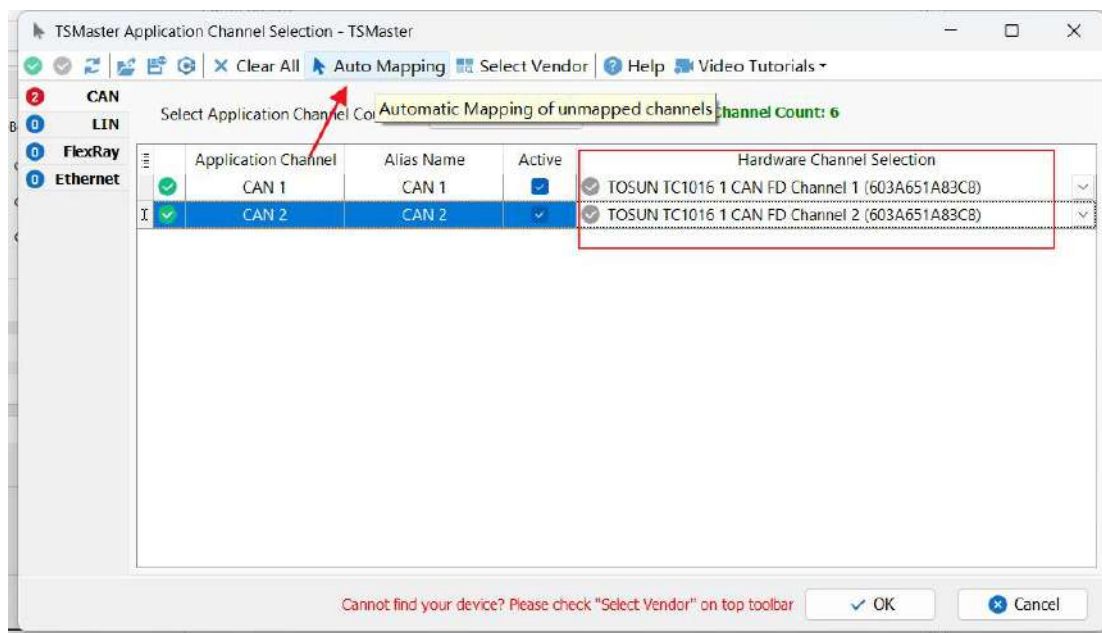 TSMaster Application Channel Selection - TSMaster
Clear All Auto Mapping Select Vendor Help Video Tutorials
2 CAN
0 LIN
0 FlexRay
0 Ethernet
Select Application Channel Co
Automatic Mapping of unmapped channels
Channel Count: 6
Application Channel Alias Name Active Hardware Channel Selection
CAN 1 CAN 1 TOSUN TC1016 1 CAN FD Channel 1 (603A651A83C8)
CAN 2 CAN 2 TOSUN TC1016 1 CAN FD Channel 2 (603A651A83C8)
Cannot find your device? Please check "Select Vendor" on top toolbar OK Cancel